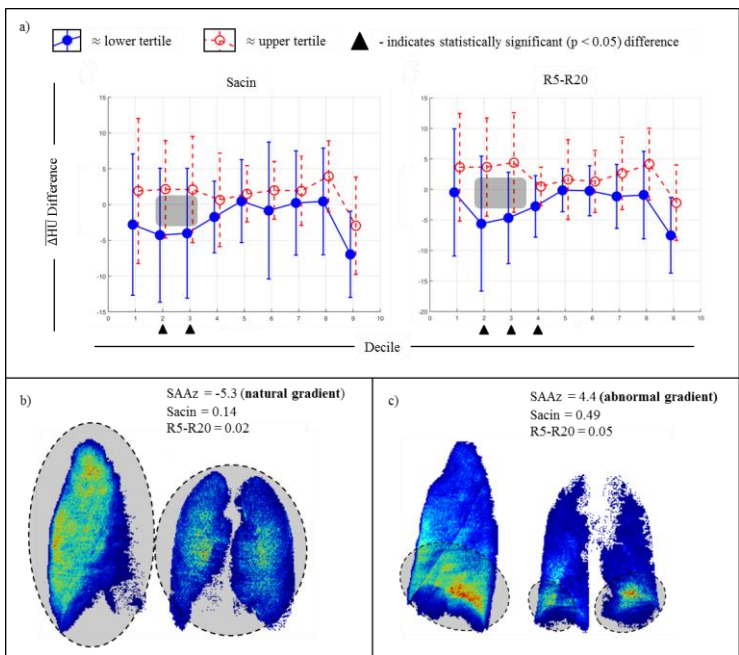 a)
≈ lower tertile ≈ upper tertile ▲ - indicates statistically significant (p < 0.05) difference
Sacin R5-R20
ΔHU Difference
15
10
5
0
-5
-10
-15
0 1 2 3 4 5 6 7 8 9 10
15
10
5
0
-5
-10
-15
-20
0 1 2 3 4 5 6 7 8 9 10
Decile
b)
SAAz = -5.3 (natural gradient)
Sacin = 0.14
R5-R20 = 0.02
c)
SAAz = 4.4 (abnormal gradient)
Sacin = 0.49
R5-R20 = 0.05